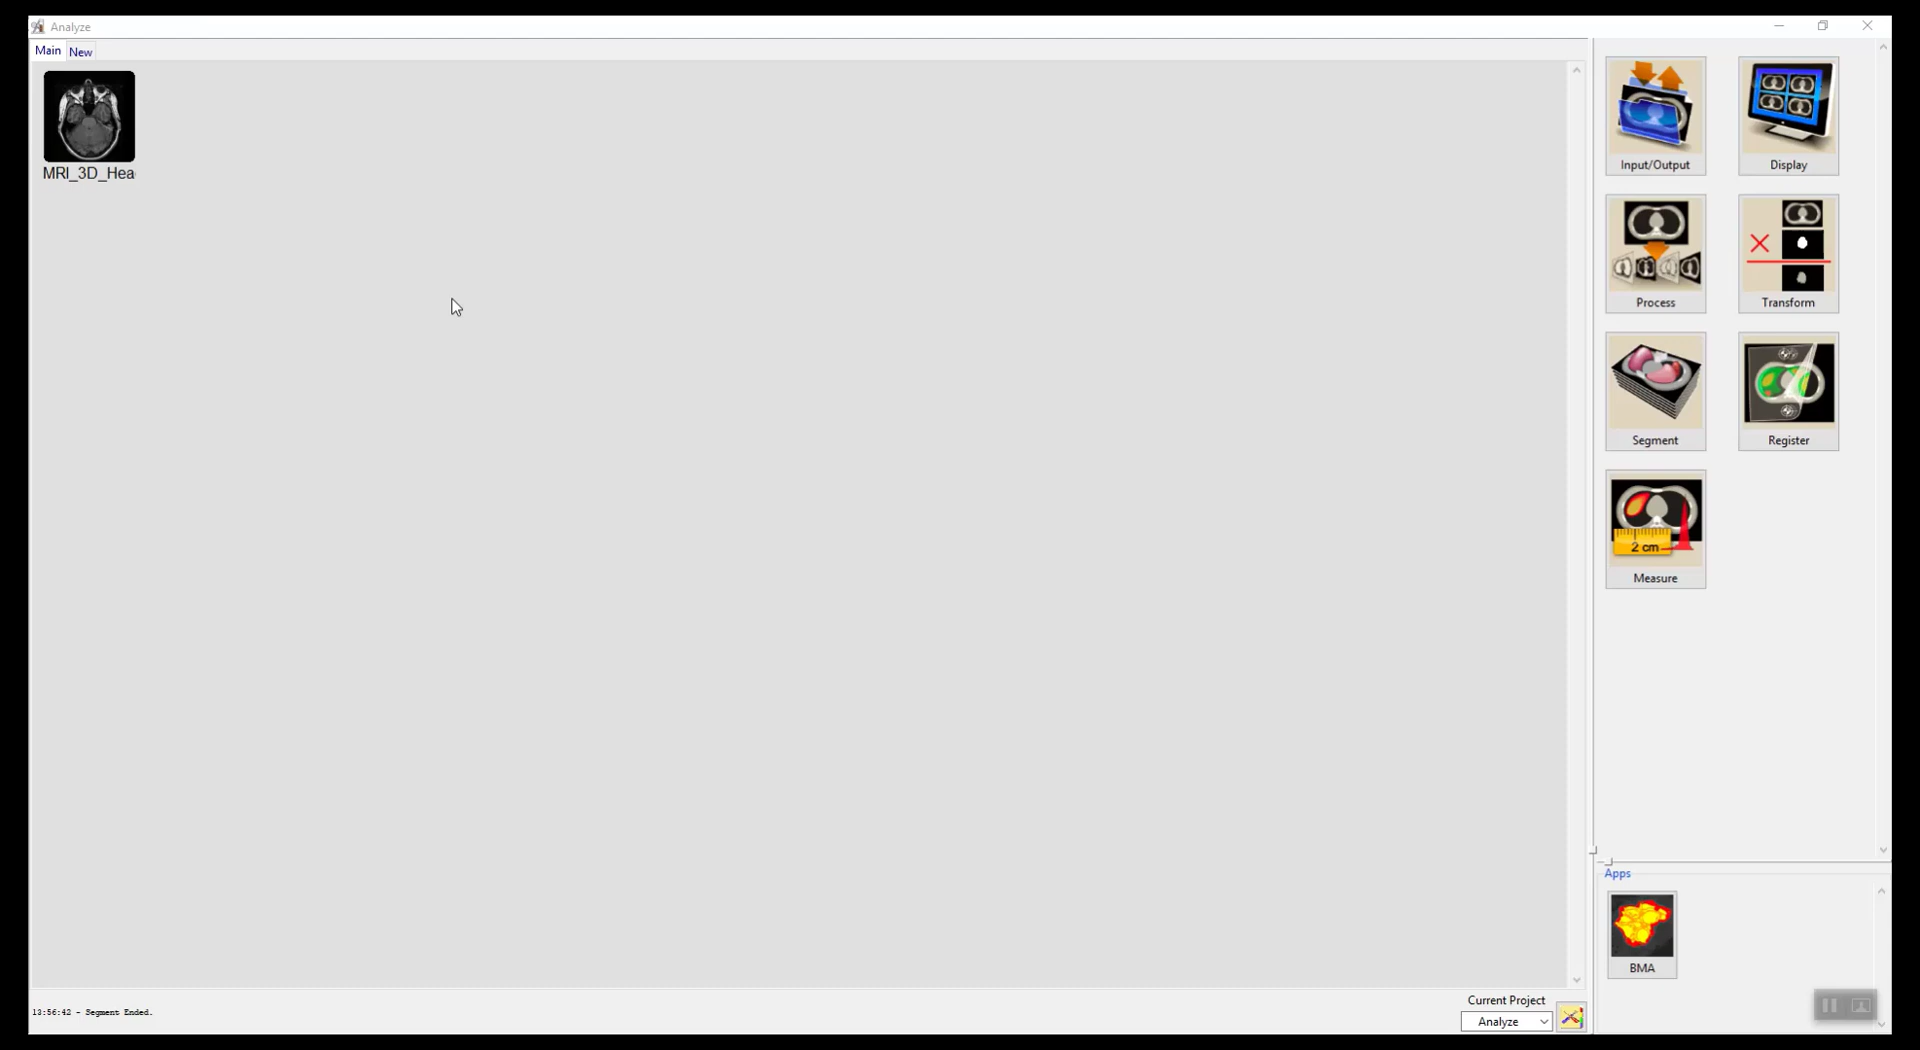 Analyze
Main
New
MRI_3D_Hea
Input/Output
Display
Process
Transform
Segment
Register
2 cm
Measure
Apps
BMA
13:56:42 - Segment Ended.
Current Project
Analyze